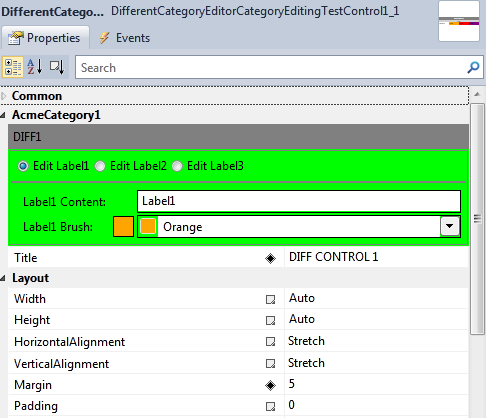 DifferentCatego... DifferentCategoryEditorCategoryEditingTestControl1_1
Properties Events
Search
Common
AcmeCategory1
DIFF1
Edit Label1 Edit Label2 Edit Label3
Label1 Content: Label1
Label1 Brush: Orange
Title DIFF CONTROL 1
Layout
Width Auto
Height Auto
HorizontalAlignment Stretch
VerticalAlignment Stretch
Margin 5
Padding 0